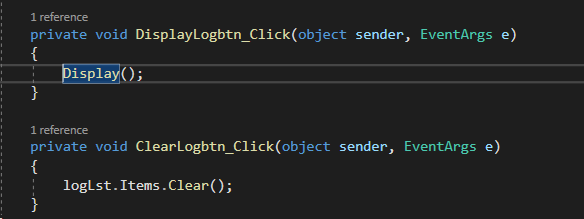 1 reference
private void DisplayLogbtn_Click(object sender, EventArgs e)
{
    Display();
}
1 reference
private void ClearLogbtn_Click(object sender, EventArgs e)
{
    logLst.Items.Clear();
}